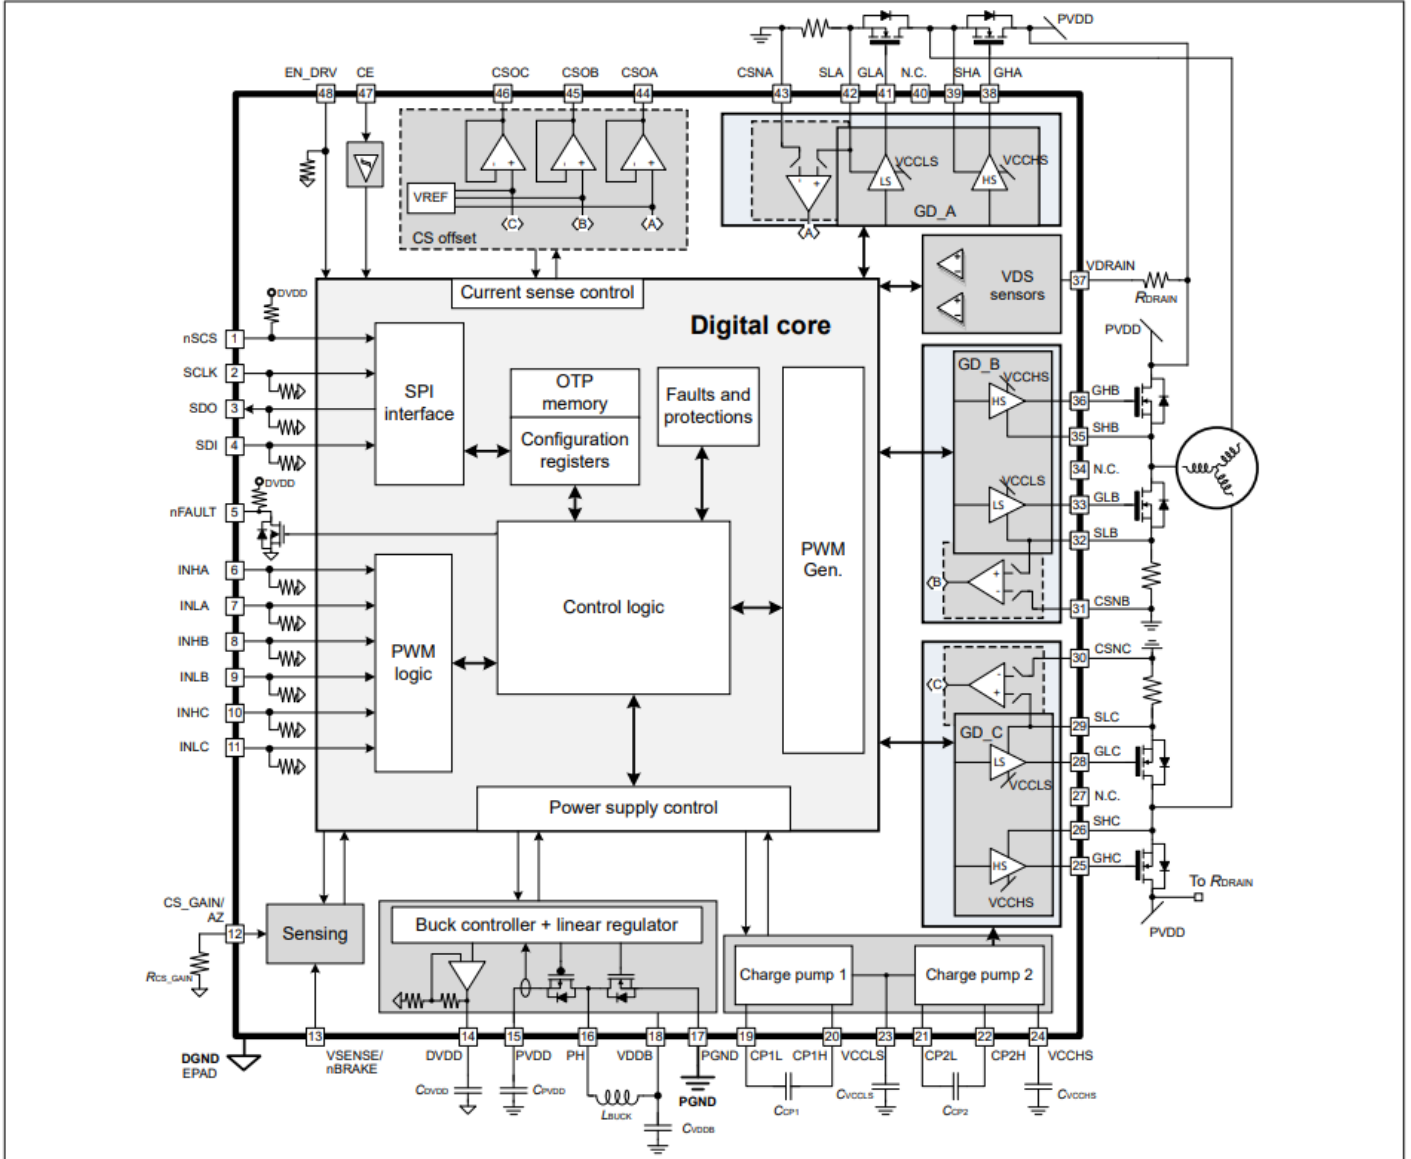 PVDD
EN_DRV CE CSOC CSOB CSOA CSNA SLA GLA N.C. SHA GHA
48 47 46 45 44 43 42 41 40 39 38
VCCLS VCCHS
- + - + - + - + LS HS
VREF
GD_A
C B A A
CS offset
VDRAIN
37
VDS
sensors
RDRAIN
DVDD
Current sense control
Digital core
PVDD
nSCS 1
SCLK 2
SDO 3
SDI 4
SPI
interface
OTP
memory
Configuration
registers
Faults and
protections
GD_B
VCCHS
HS
36 GHB
35 SHB
34 N.C.
VCCLS
LS
33 GLB
32 SLB
B + -
31 CSNB
DVDD
nFAULT 5
INHA 6
INLA 7
INHB 8
INLB 9
INHC 10
INLC 11
PWM
logic
Control logic
PWM
Gen.
30 CSNC
C - +
29 SLC
GD_C
LS
28 GLC
VCCLS
27 N.C.
26 SHC
HS
25 GHC
VCCHS
To RDRAIN
PVDD
Power supply control
CS_GAIN/
AZ
12
Sensing
RCS_GAIN
Buck controller + linear regulator
Charge pump 1
Charge pump 2
13 14 15 16 18 17 19 20 23 21 22 24
DGND
EPAD
VSENSE/
nBRAKE
DVDD PVDD PH VDDB PGND CP1L CP1H VCCLS CP2L CP2H VCCHS
CDVDD CPVDD LBUCK PGND CCP1 CVCCLS CCP2 CVCCHS
CVDDB